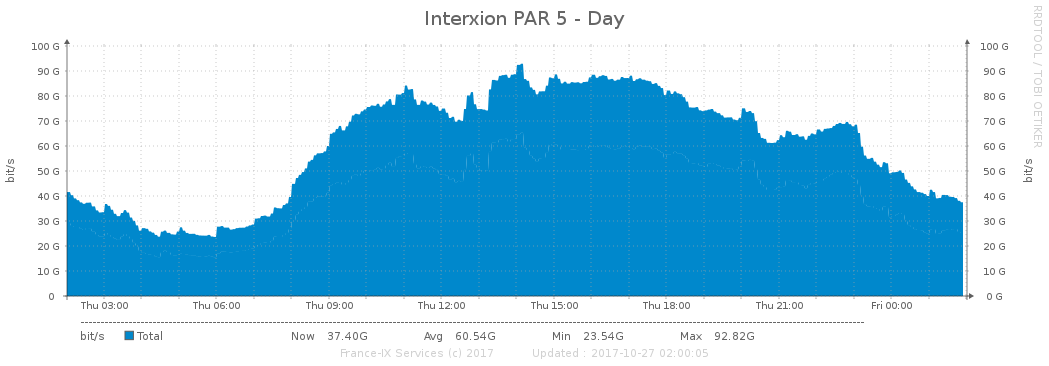 Interxion PAR 5 - Day
RRDTOOL / TOBI OETIKER
100 G 100 G
90 G 90 G
80 G 80 G
70 G 70 G
60 G 60 G
50 G 50 G
40 G 40 G
30 G 30 G
20 G 20 G
10 G 10 G
0 0 G
bit/s bit/s
Thu 03:00 Thu 06:00 Thu 09:00 Thu 12:00 Thu 15:00 Thu 18:00 Thu 21:00 Fri 00:00
bit/s Total Now 37.40G Avg 60.54G Min 23.54G Max 92.82G
France-IX Services (c) 2017 Updated : 2017-10-27 02:00:05